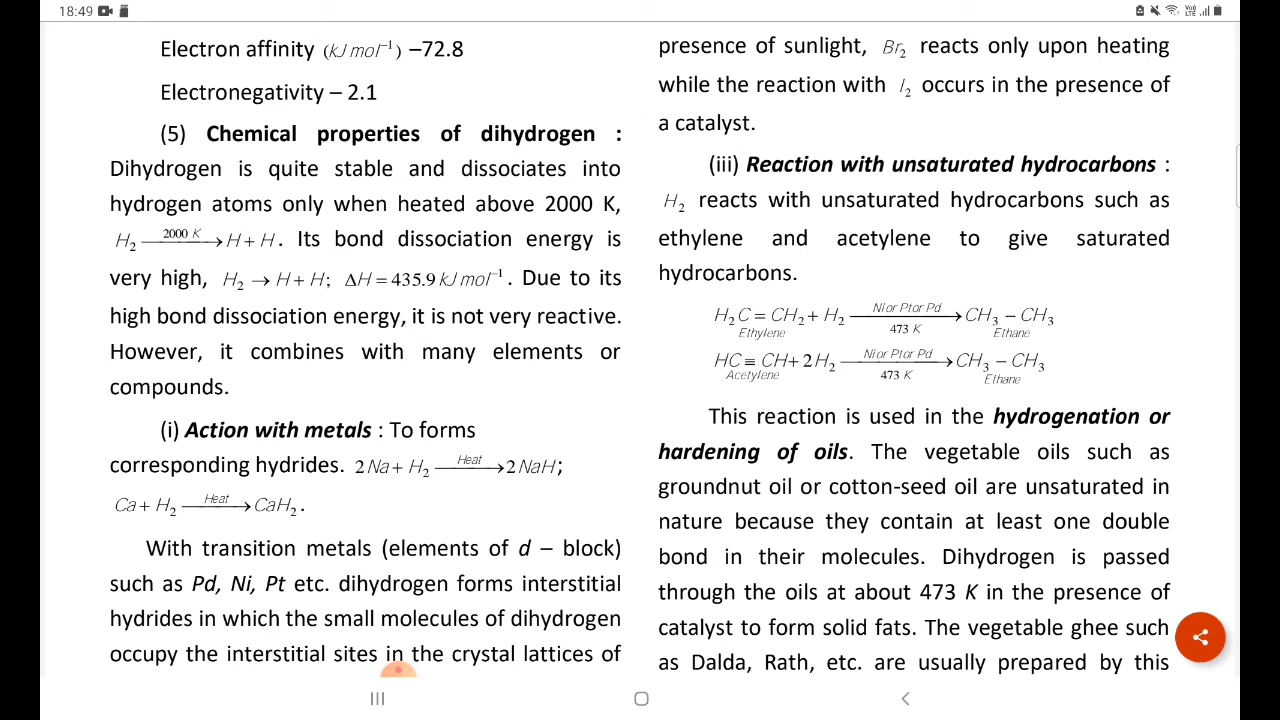 18:49
Vo) LTE
Electron affinity (kJ mol⁻¹) –72.8
Electronegativity – 2.1
(5) Chemical properties of dihydrogen :
Dihydrogen is quite stable and dissociates into
hydrogen atoms only when heated above 2000 K,
H₂ —2000 K→ H + H. Its bond dissociation energy is
very high, H₂ → H + H; ΔH = 435.9 kJ mol⁻¹. Due to its
high bond dissociation energy, it is not very reactive.
However, it combines with many elements or
compounds.
(i) Action with metals : To forms
corresponding hydrides. 2Na + H₂ —Heat→ 2NaH;
Ca + H₂ —Heat→ CaH₂.
With transition metals (elements of d – block)
such as Pd, Ni, Pt etc. dihydrogen forms interstitial
hydrides in which the small molecules of dihydrogen
occupy the interstitial sites in the crystal lattices of
presence of sunlight, Br₂ reacts only upon heating
while the reaction with I₂ occurs in the presence of
a catalyst.
(iii) Reaction with unsaturated hydrocarbons :
H₂ reacts with unsaturated hydrocarbons such as
ethylene and acetylene to give saturated
hydrocarbons.
H₂C = CH₂ + H₂ —Ni or Pt or Pd→ CH₃ – CH₃
Ethylene 473 K Ethane
HC ≡ CH + 2H₂ —Ni or Pt or Pd→ CH₃ – CH₃
Acetylene 473 K Ethane
This reaction is used in the hydrogenation or
hardening of oils. The vegetable oils such as
groundnut oil or cotton-seed oil are unsaturated in
nature because they contain at least one double
bond in their molecules. Dihydrogen is passed
through the oils at about 473 K in the presence of
catalyst to form solid fats. The vegetable ghee such
as Dalda, Rath, etc. are usually prepared by this